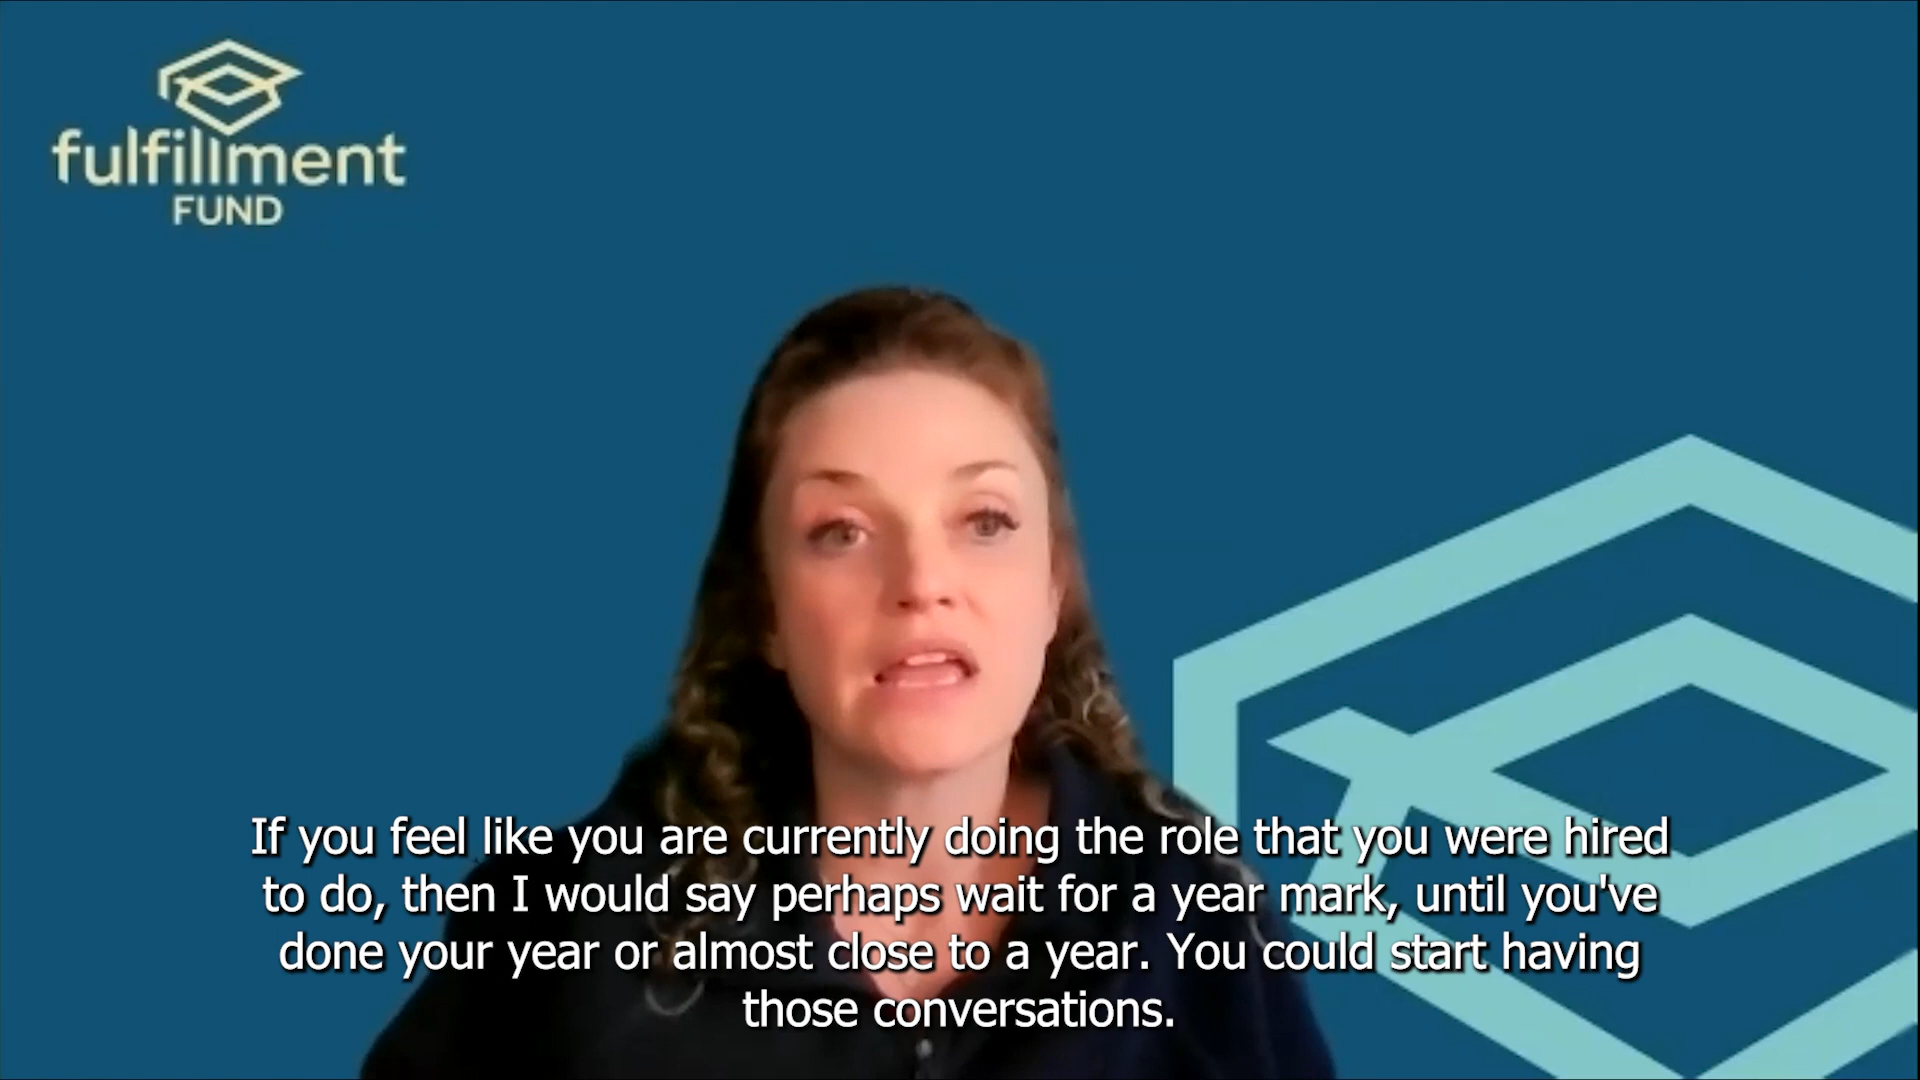 fulfillment
FUND
If you feel like you are currently doing the role that you were hired
to do, then I would say perhaps wait for a year mark, until you've
done your year or almost close to a year. You could start having
those conversations.